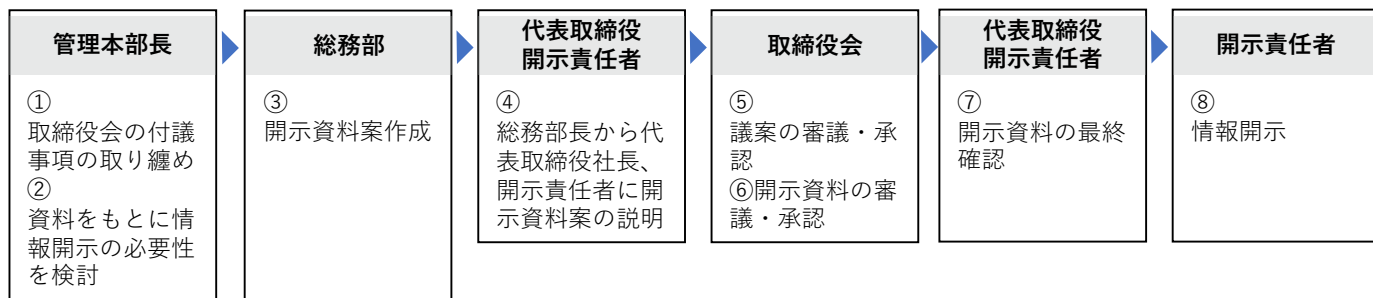 管理本部長
①
取締役会の付議
事項の取り纏め
②
資料をもとに情
報開示の必要性
を検討
総務部
③
開示資料案作成
代表取締役
開示責任者
④
総務部長から代
表取締役社長、
開示責任者に開
示資料案の説明
取締役会
⑤
議案の審議・承
認
⑥開示資料の審
議・承認
代表取締役
開示責任者
⑦
開示資料の最終
確認
開示責任者
⑧
情報開示